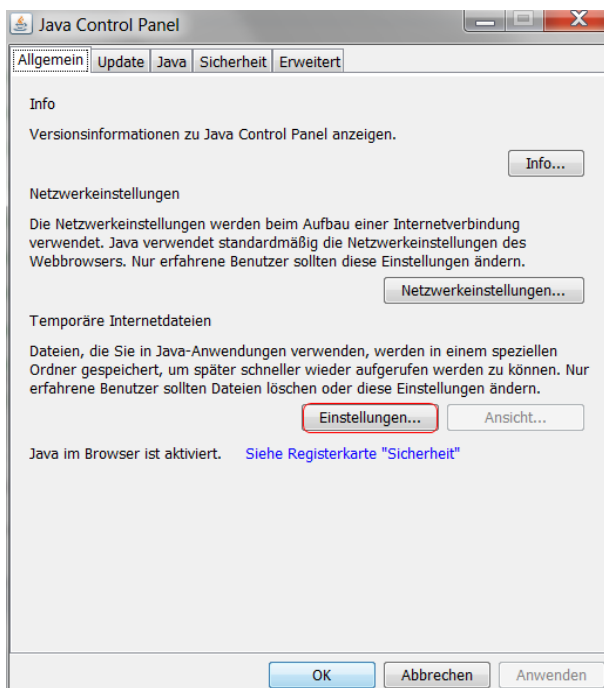 Java Control Panel
Allgemein Update Java Sicherheit Erweitert
Info
Versionsinformationen zu Java Control Panel anzeigen.
Info...
Netzwerkeinstellungen
Die Netzwerkeinstellungen werden beim Aufbau einer Internetverbindung
verwendet. Java verwendet standardmäßig die Netzwerkeinstellungen des
Webbrowsers. Nur erfahrene Benutzer sollten diese Einstellungen ändern.
Netzwerkeinstellungen...
Temporäre Internetdateien
Dateien, die Sie in Java-Anwendungen verwenden, werden in einem speziellen
Ordner gespeichert, um später schneller wieder aufgerufen werden zu können. Nur
erfahrene Benutzer sollten Dateien löschen oder diese Einstellungen ändern.
Einstellungen... Ansicht...
Java im Browser ist aktiviert. Siehe Registerkarte "Sicherheit"
OK Abbrechen Anwenden